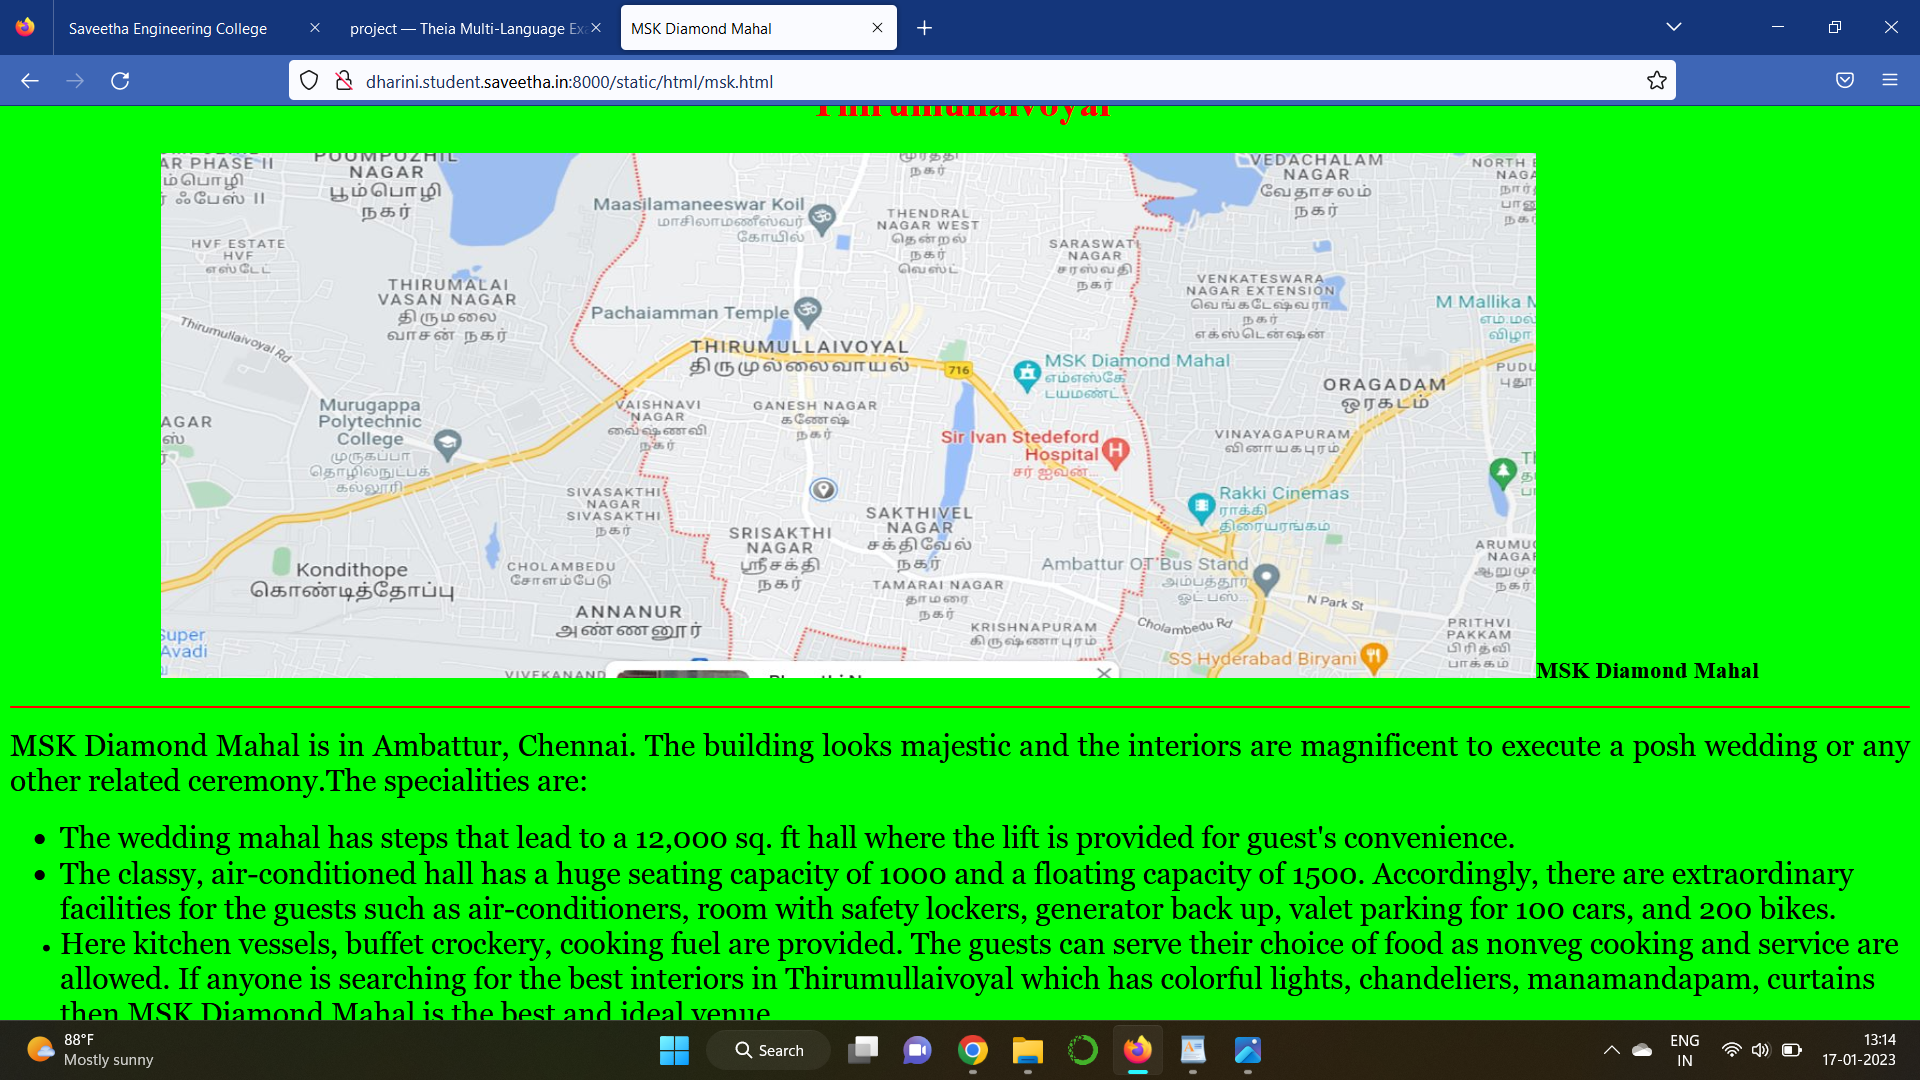 Saveetha Engineering College
project — Theia Multi-Language Ex
MSK Diamond Mahal
dharini.student.saveetha.in:8000/static/html/msk.html
AR PHASE II
POOMPOZHIL
NAGAR
பூம்பொழி
நகர்
Maasilamaneeswar Koil
மாசிலாமணீஸ்வர்
கோயில்
நகர்
THENDRAL
NAGAR WEST
தென்றல்
நகர்
வெஸ்ட்
VEDACHALAM
NAGAR
வேதாசலம்
நகர்
NORTH E
NAGA
HVF ESTATE
HVF
எஸ்டேட்
SARASWATI
NAGAR
சரஸ்வதி
நகர்
THIRUMALAI
VASAN NAGAR
திருமலை
வாசன் நகர்
VENKATESWARA
NAGAR EXTENSION
வெங்கடேஷ்வரா
நகர்
எக்ஸ்டென்ஷன்
M Mallika M
எம்.மல்
விழா
Thirumullaivoyal Rd
Pachaiamman Temple
THIRUMULLAIVOYAL
திருமுல்லைவாயல்
716
MSK Diamond Mahal
எம்எஸ்கே
டயமண்ட்
PUDU
ORAGADAM
ஒரகடம்
Murugappa
Polytechnic
College
முருகப்பா
தொழில்நுட்பக்
கல்லூரி
AGAR
VAISHNAVI
NAGAR
வைஷ்ணவி
நகர்
GANESH NAGAR
கணேஷ்
நகர்
Sir Ivan Stedeford
Hospital
சர் ஐவன்...
VINAYAGAPURAM
வினாயகபுரம்
SIVASAKTHI
NAGAR
SIVASAKTHI
நகர்
SAKTHIVEL
NAGAR
சக்திவேல்
நகர்
Rakki Cinemas
ராக்கி
திரையரங்கம்
SRISAKTHI
NAGAR
ஸ்ரீசக்தி
நகர்
Kondithope
கொண்டித்தோப்பு
CHOLAMBEDU
சோளம்பேடு
TAMARAI NAGAR
தாமரை
நகர்
Ambattur OT Bus Stand
அம்பத்தூர்
ஓட் பஸ்...
ARUMUG
NAGAR
ஆறுமு
நகர்
N Park St
ANNANUR
அண்ணனூர்
KRISHNAPURAM
கிருஷ்ணாபுரம்
Cholambedu Rd
PRITHVI
PAKKAM
பிரித்வி
பாக்கம்
Super
Avadi
SS Hyderabad Biryani
VIVEKANAND
MSK Diamond Mahal
MSK Diamond Mahal is in Ambattur, Chennai. The building looks majestic and the interiors are magnificent to execute a posh wedding or any
other related ceremony.The specialities are:
The wedding mahal has steps that lead to a 12,000 sq. ft hall where the lift is provided for guest's convenience.
The classy, air-conditioned hall has a huge seating capacity of 1000 and a floating capacity of 1500. Accordingly, there are extraordinary
facilities for the guests such as air-conditioners, room with safety lockers, generator back up, valet parking for 100 cars, and 200 bikes.
Here kitchen vessels, buffet crockery, cooking fuel are provided. The guests can serve their choice of food as nonveg cooking and service are
allowed. If anyone is searching for the best interiors in Thirumullaivoyal which has colorful lights, chandeliers, manamandapam, curtains
then MSK Diamond Mahal is the best and ideal venue
88°F
Mostly sunny
Search
ENG
IN
13:14
17-01-2023